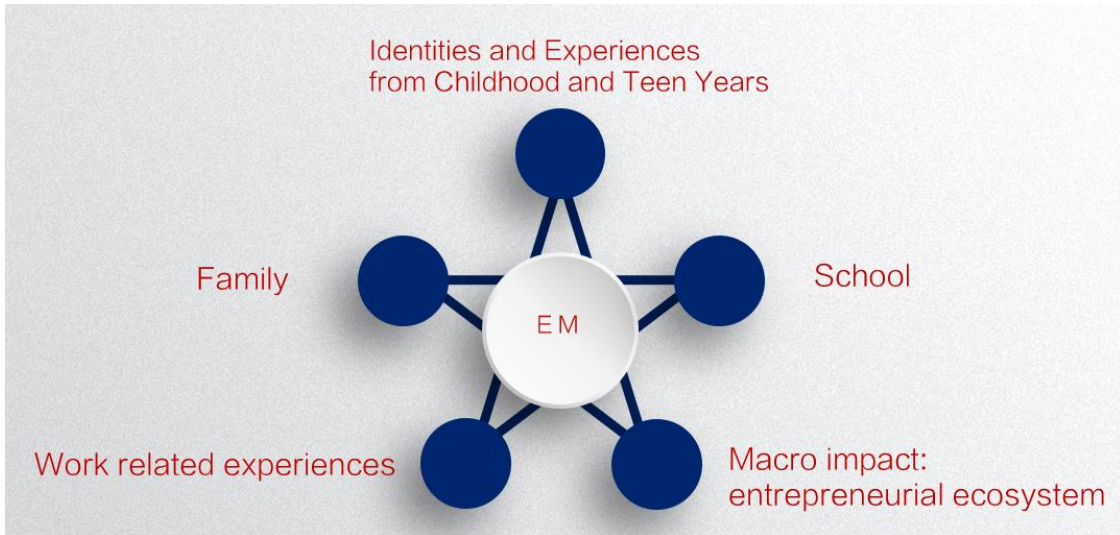 Identities and Experiences
from Childhood and Teen Years
Family
School
EM
Work related experiences
Macro impact:
entrepreneurial ecosystem